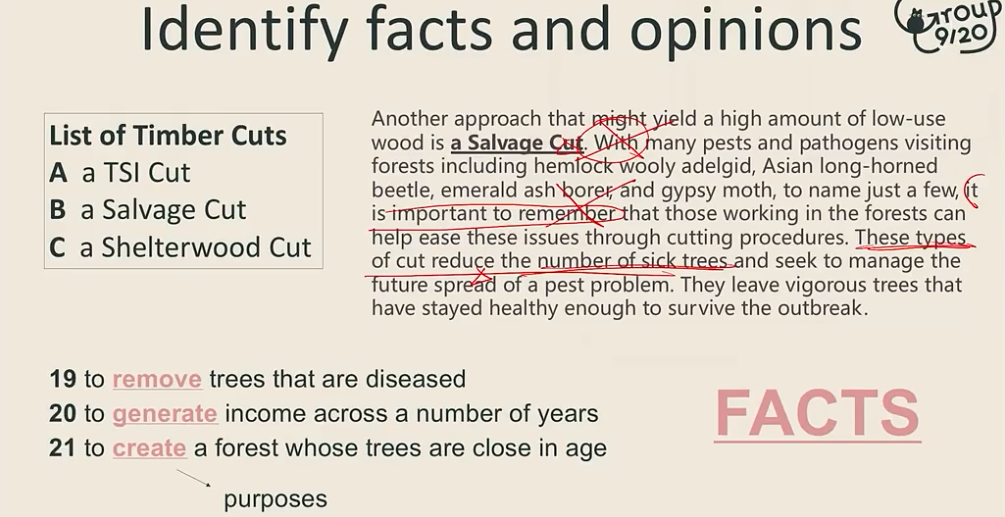 Identify facts and opinions
Group
9/20
List of Timber Cuts
A a TSI Cut
B a Salvage Cut
C a Shelterwood Cut
Another approach that might yield a high amount of low-use
wood is a Salvage Cut. With many pests and pathogens visiting
forests including hemlock wooly adelgid, Asian long-horned
beetle, emerald ash borer, and gypsy moth, to name just a few, it
is important to remember that those working in the forests can
help ease these issues through cutting procedures. These types
of cut reduce the number of sick trees and seek to manage the
future spread of a pest problem. They leave vigorous trees that
have stayed healthy enough to survive the outbreak.
19 to remove trees that are diseased
20 to generate income across a number of years
21 to create a forest whose trees are close in age
purposes
FACTS